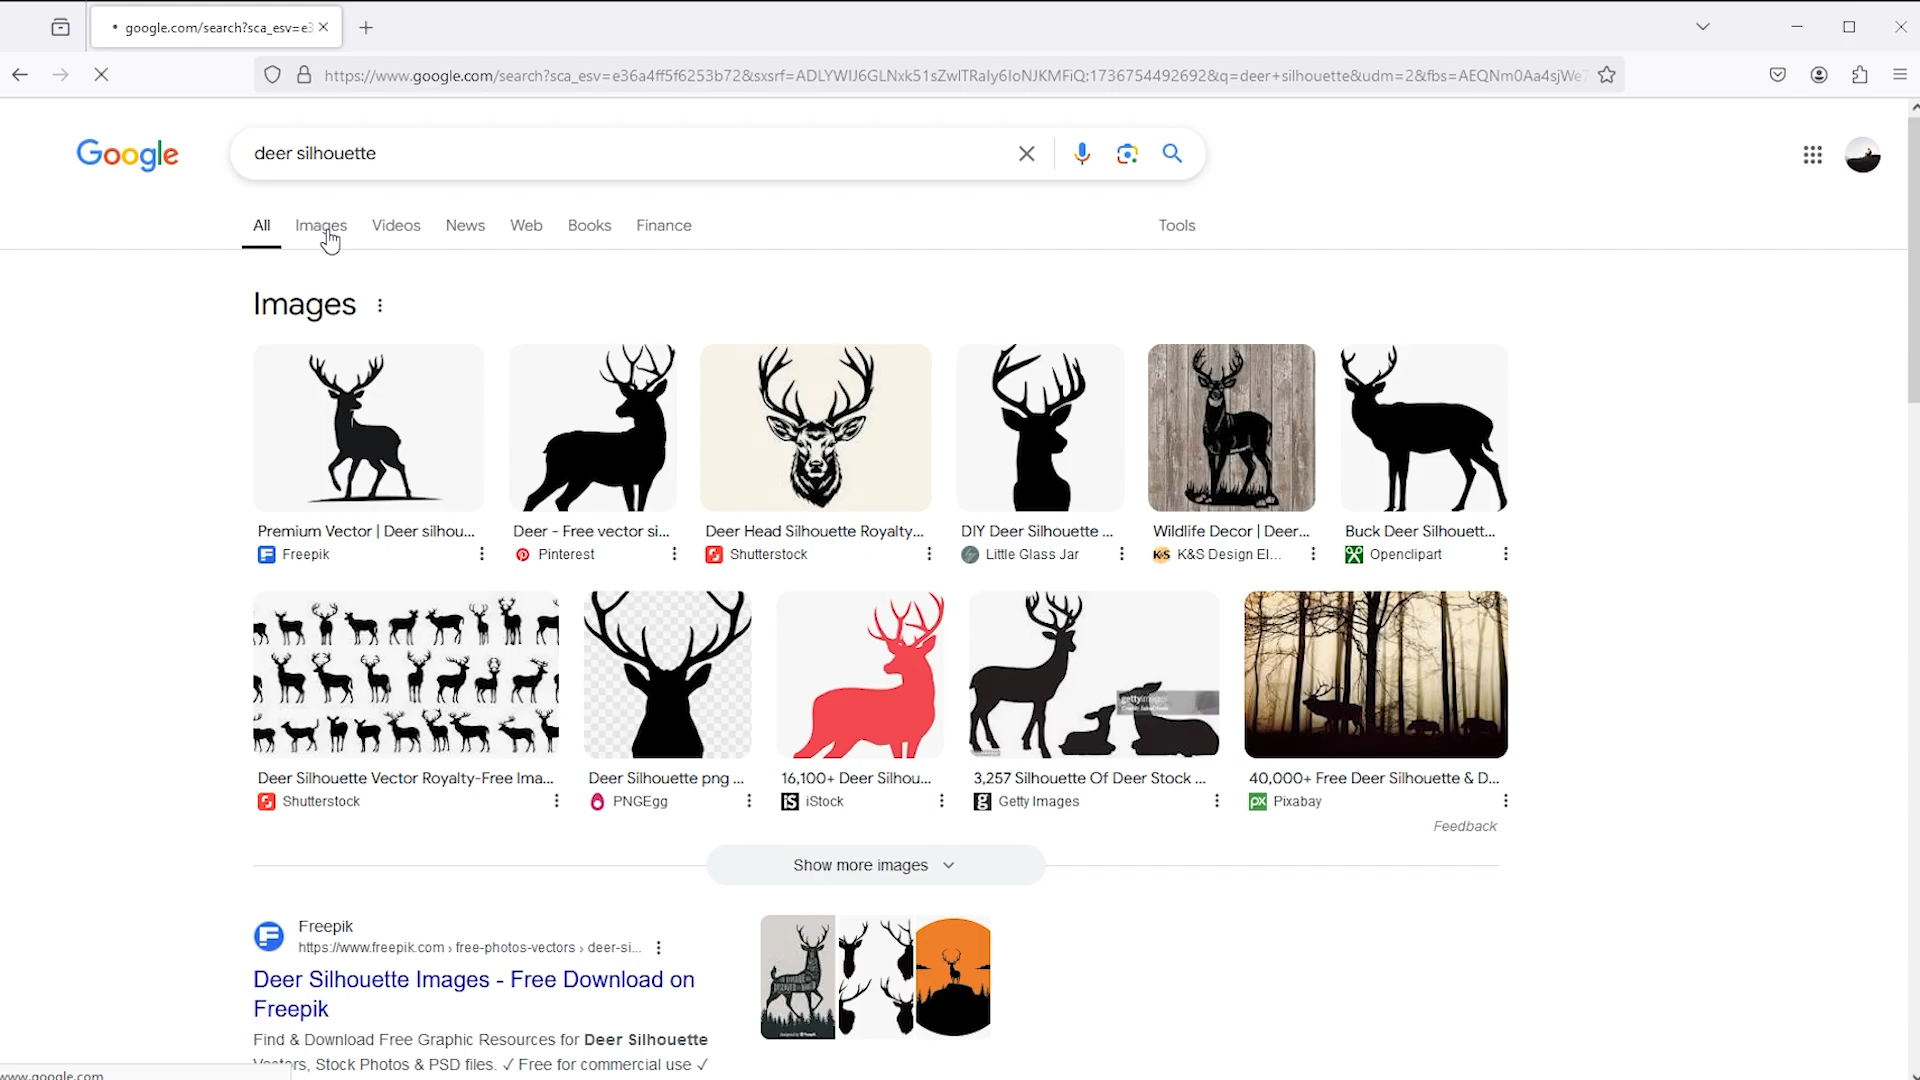 google.com/search?sca_esv=e3
https://www.google.com/search?sca_esv=e36a4ff5f6253b72&sxsrf=ADLYWIJ6GLNxk51sZwlTRaIy6IoNJKMFiQ:1736754492692&q=deer+silhouette&udm=2&fbs=AEQNm0Aa4sjWe7
Google
deer silhouette
All Images Videos News Web Books Finance Tools
Images
Premium Vector | Deer silhou...
Freepik
Deer - Free vector si...
Pinterest
Deer Head Silhouette Royalty...
Shutterstock
DIY Deer Silhouette ...
Little Glass Jar
Wildlife Decor | Deer...
K&S K&S Design El...
Buck Deer Silhouett...
Openclipart
gettyimages
Deer Silhouette Vector Royalty-Free Ima...
Shutterstock
Deer Silhouette png ...
PNGEgg
16,100+ Deer Silhou...
iS iStock
3,257 Silhouette Of Deer Stock ...
g Getty Images
40,000+ Free Deer Silhouette & D...
px Pixabay
Feedback
Show more images
Freepik
https://www.freepik.com › free-photos-vectors › deer-si...
Deer Silhouette Images - Free Download on
Freepik
Find & Download Free Graphic Resources for Deer Silhouette
Vectors, Stock Photos & PSD files. ✓ Free for commercial use ✓
www.google.com